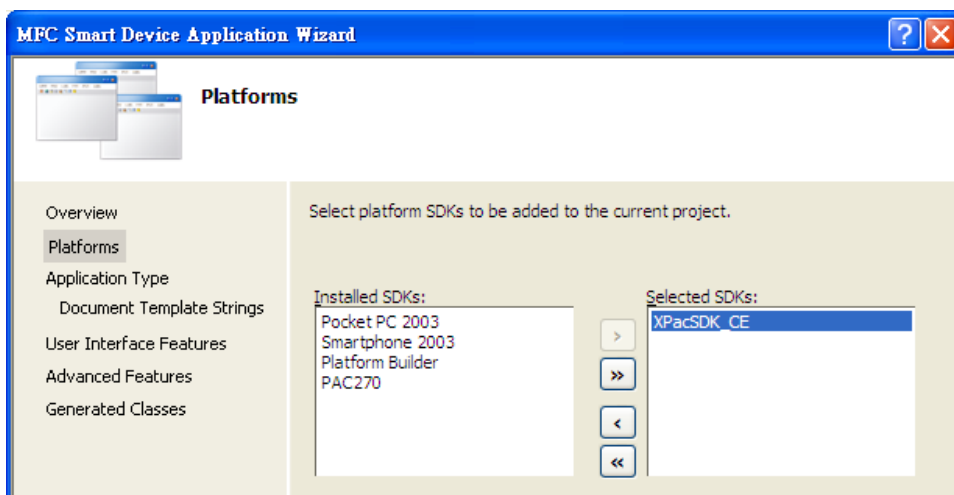 MFC Smart Device Application Wizard
Platforms
Overview
Platforms
Application Type
Document Template Strings
User Interface Features
Advanced Features
Generated Classes
Select platform SDKs to be added to the current project.
Installed SDKs:
Pocket PC 2003
Smartphone 2003
Platform Builder
PAC270
>
>>
<
<<
Selected SDKs:
XPacSDK_CE